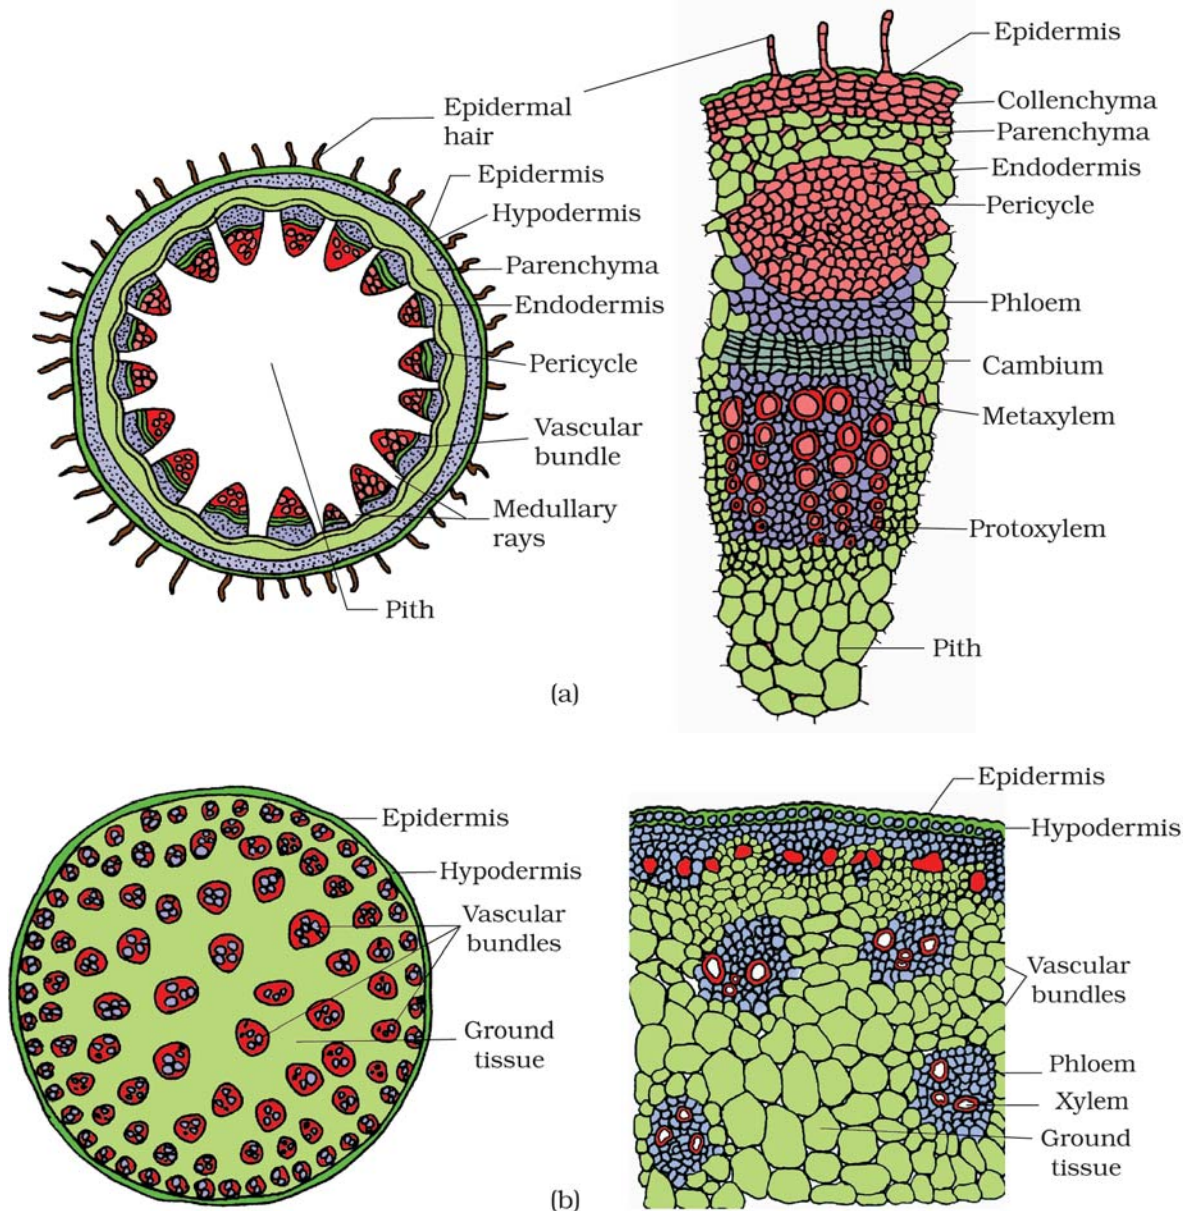 Epidermal
hair
Epidermis
Hypodermis
Parenchyma
Endodermis
Pericycle
Vascular
bundle
Medullary
rays
Pith
Epidermis
Collenchyma
Parenchyma
Endodermis
Pericycle
Phloem
Cambium
Metaxylem
Protoxylem
Pith
(a)
Epidermis
Hypodermis
Vascular
bundles
Ground
tissue
Epidermis
Hypodermis
Vascular
bundles
Phloem
Xylem
Ground
tissue
(b)